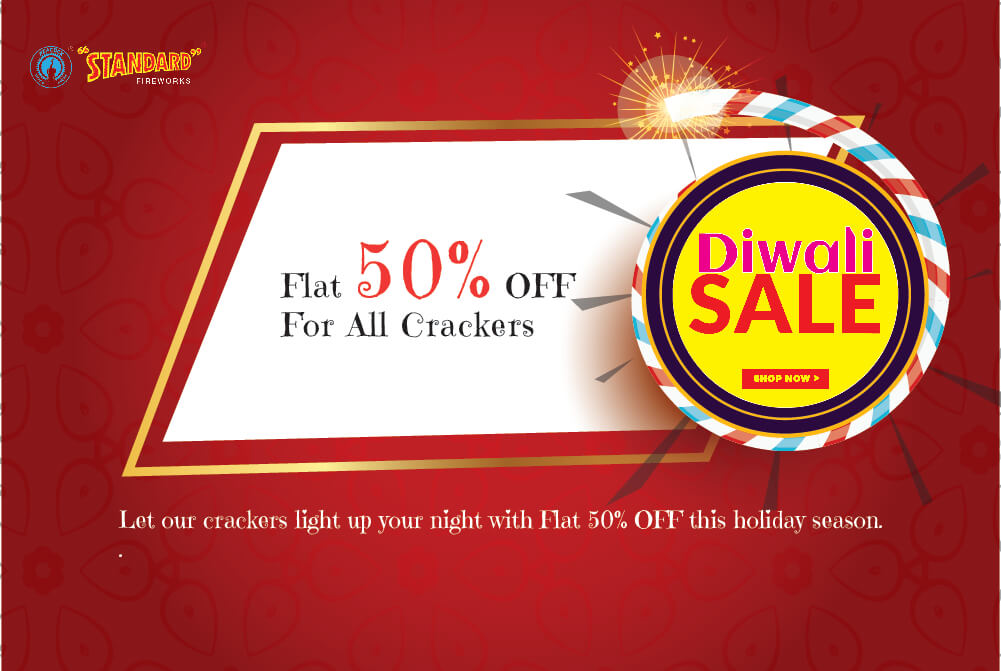 "STANDARD"
FIREWORKS
Flat 50% OFF
For All Crackers
Diwali
SALE
SHOP NOW >
Let our crackers light up your night with Flat 50% OFF this holiday season.
.